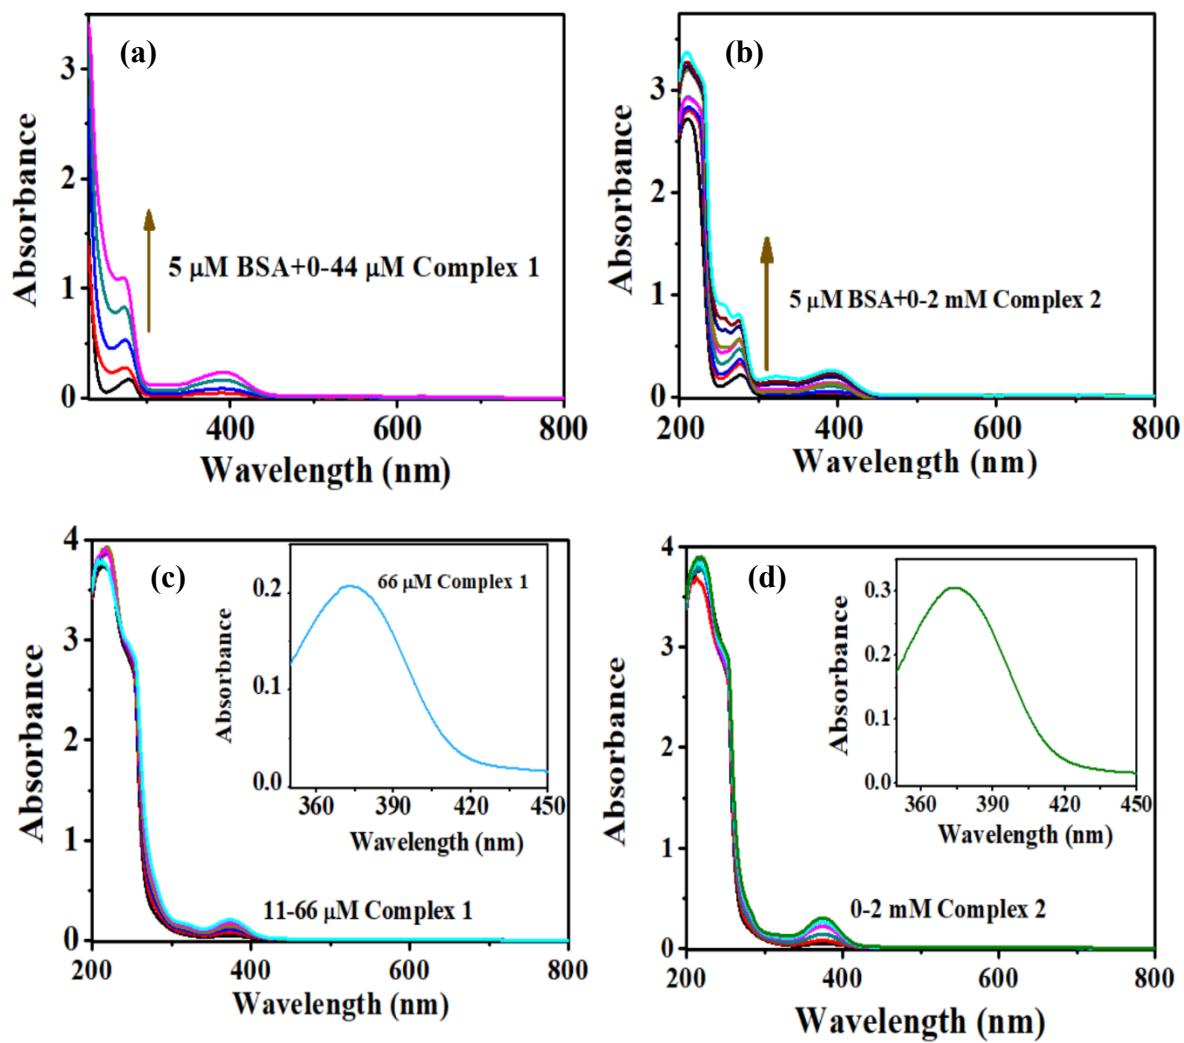 (a)
3
2
1
0
400
600
800
Absorbance
Wavelength (nm)
5 μM BSA+0-44 μM Complex 1
(b)
3
2
1
0
200
400
600
800
Absorbance
Wavelength (nm)
5 μM BSA+0-2 mM Complex 2
(c)
4
3
2
1
0
200
400
600
800
Absorbance
Wavelength (nm)
11-66 μM Complex 1
66 μM Complex 1
0.2
0.1
0.0
360
390
420
450
Absorbance
Wavelength (nm)
(d)
4
3
2
1
0
200
400
600
800
Absorbance
Wavelength (nm)
0-2 mM Complex 2
0.3
0.2
0.1
0.0
360
390
420
450
Absorbance
Wavelength (nm)